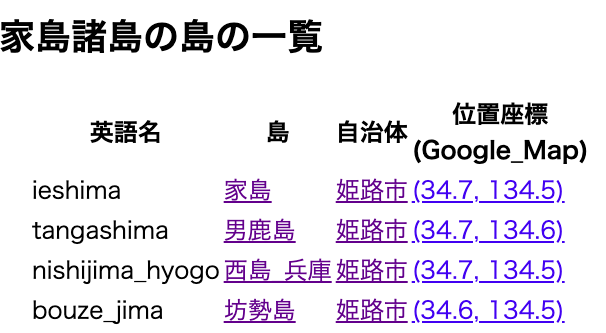 家島諸島の島の一覧
英語名 島 自治体 位置座標(Google_Map)
ieshima 家島 姫路市 (34.7, 134.5)
tangashima 男鹿島 姫路市 (34.7, 134.6)
nishijima_hyogo 西島_兵庫 姫路市 (34.7, 134.5)
bouze_jima 坊勢島 姫路市 (34.6, 134.5)